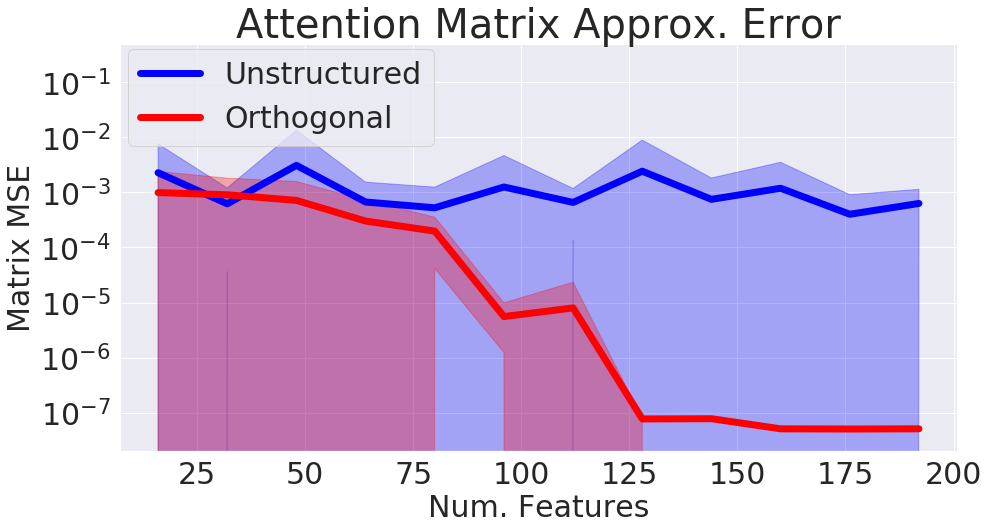 Attention Matrix Approx. Error
Unstructured
Orthogonal
Matrix MSE
10⁻¹
10⁻²
10⁻³
10⁻⁴
10⁻⁵
10⁻⁶
10⁻⁷
25 50 75 100 125 150 175 200
Num. Features